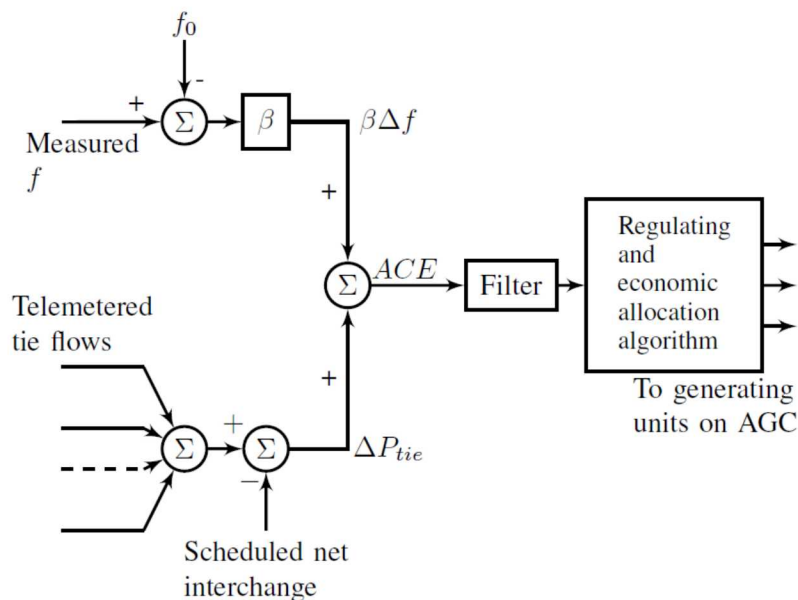 f₀
-
+
Σ
β
βΔf
Measured
f
+
Σ
ACE
Filter
Regulating
and
economic
allocation
algorithm
To generating
units on AGC
Telemetered
tie flows
+
Σ
+
Σ
−
ΔPₜᵢₑ
Scheduled net
interchange